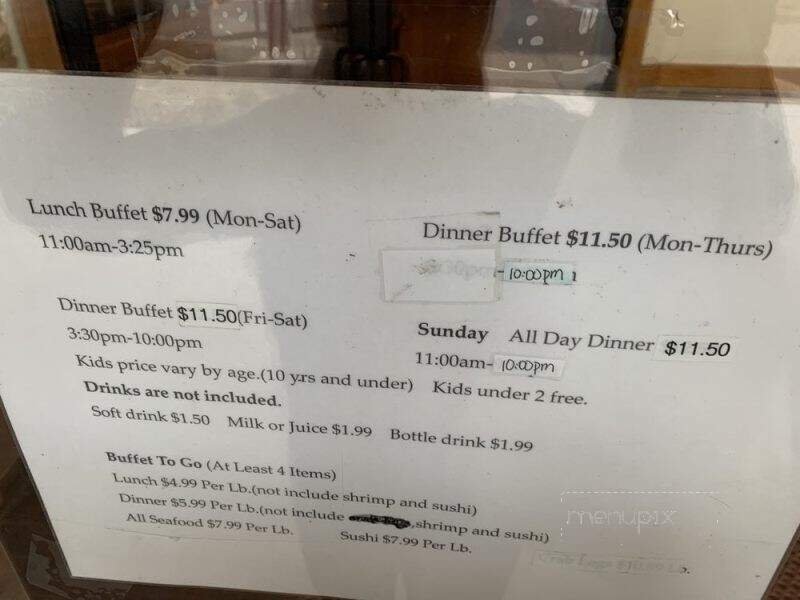 Lunch Buffet $7.99 (Mon-Sat)
11:00am-3:25pm
Dinner Buffet $11.50 (Mon-Thurs)
- 10:00pm
Dinner Buffet $11.50(Fri-Sat)
3:30pm-10:00pm
Sunday All Day Dinner $11.50
11:00am- 10:00pm
Kids price vary by age.(10 yrs and under) Kids under 2 free.
Drinks are not included.
Soft drink $1.50 Milk or Juice $1.99 Bottle drink $1.99
Buffet To Go (At Least 4 Items)
Lunch $4.99 Per Lb.(not include shrimp and sushi)
Dinner $5.99 Per Lb.(not include ,shrimp and sushi)
All Seafood $7.99 Per Lb. Sushi $7.99 Per Lb.
menupix